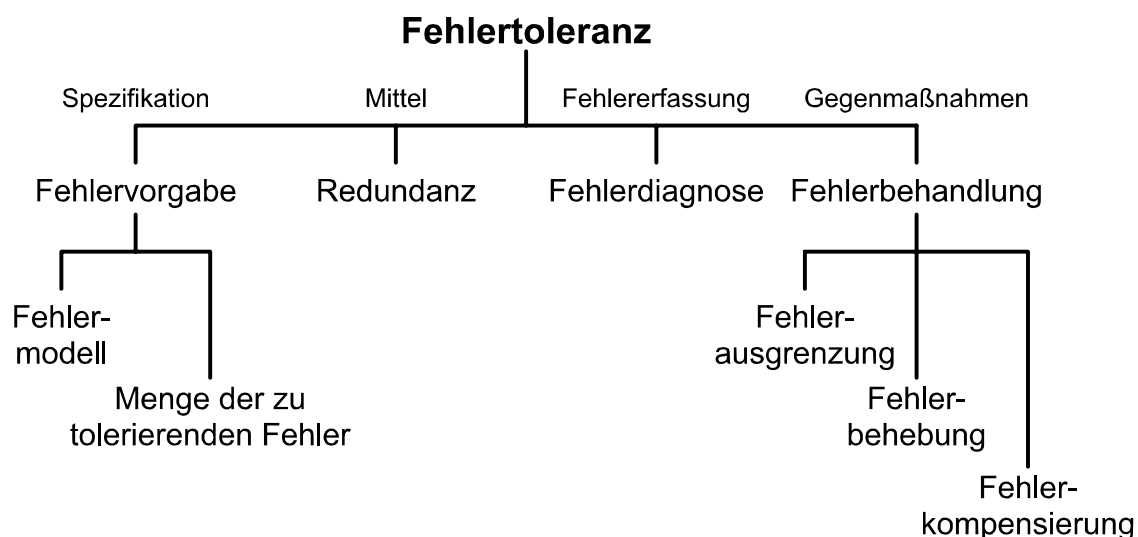 Fehlertoleranz
Spezifikation
Mittel
Fehlererfassung
Gegenmaßnahmen
Fehlervorgabe
Redundanz
Fehlerdiagnose
Fehlerbehandlung
Fehler-
modell
Menge der zu
tolerierenden Fehler
Fehler-
ausgrenzung
Fehler-
behebung
Fehler-
kompensierung